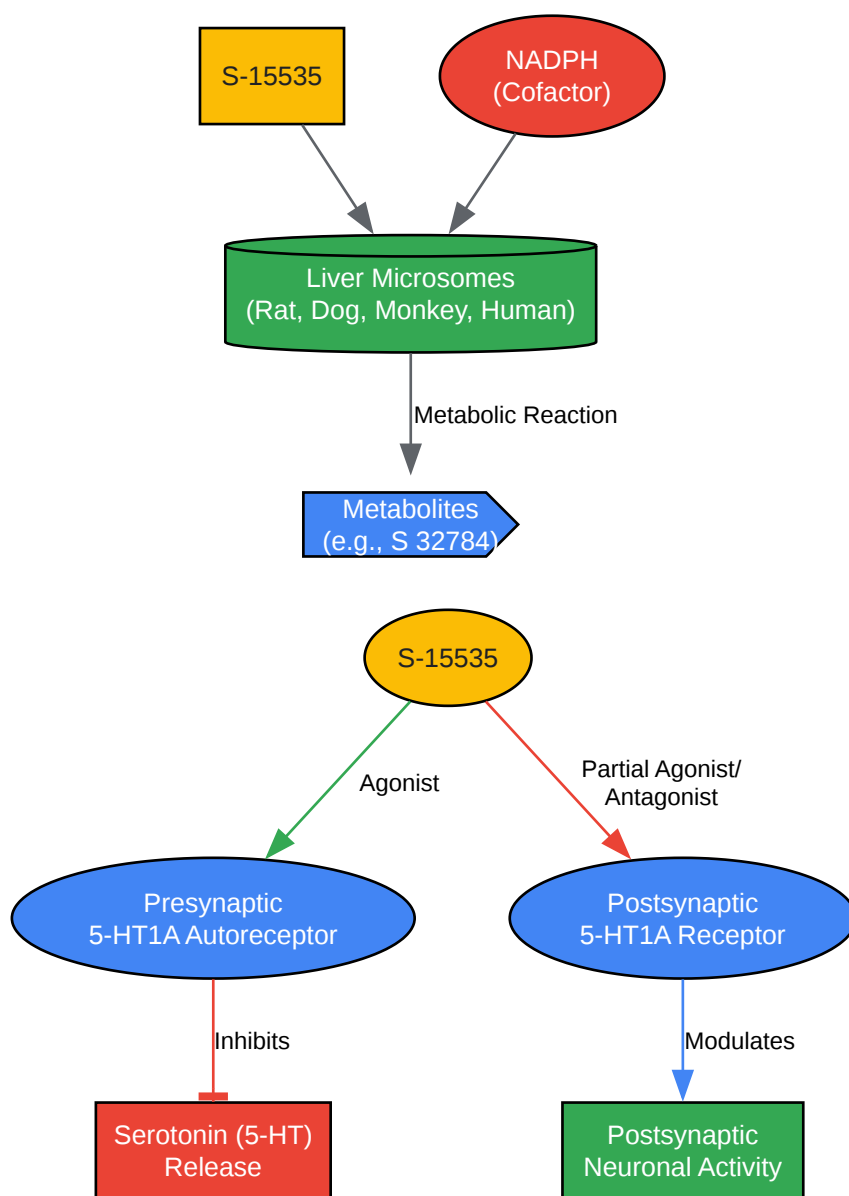 S-15535
NADPH
(Cofactor)
Liver Microsomes
(Rat, Dog, Monkey, Human)
Metabolic Reaction
Metabolites
(e.g., S 32784)
S-15535
Agonist
Partial Agonist/
Antagonist
Presynaptic
5-HT1A Autoreceptor
Postsynaptic
5-HT1A Receptor
Inhibits
Modulates
Serotonin (5-HT)
Release
Postsynaptic
Neuronal Activity